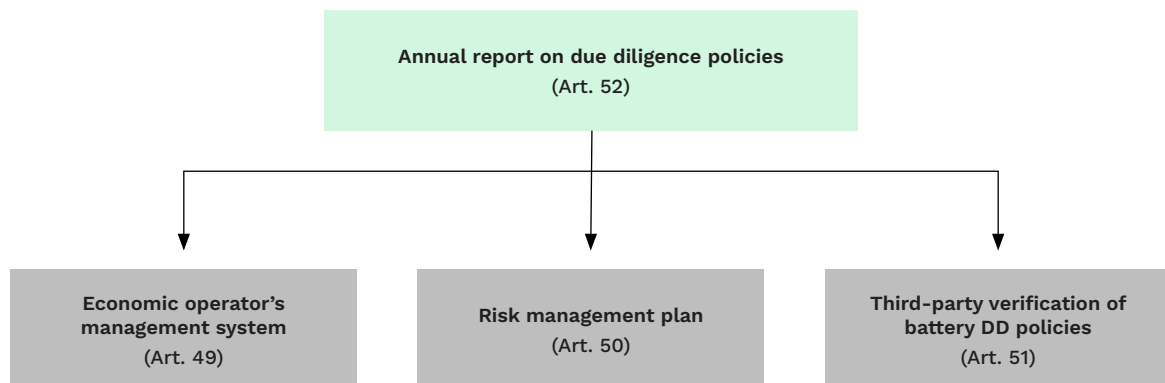 Annual report on due diligence policies
(Art. 52)
Economic operator’s
management system
(Art. 49)
Risk management plan
(Art. 50)
Third-party verification of
battery DD policies
(Art. 51)